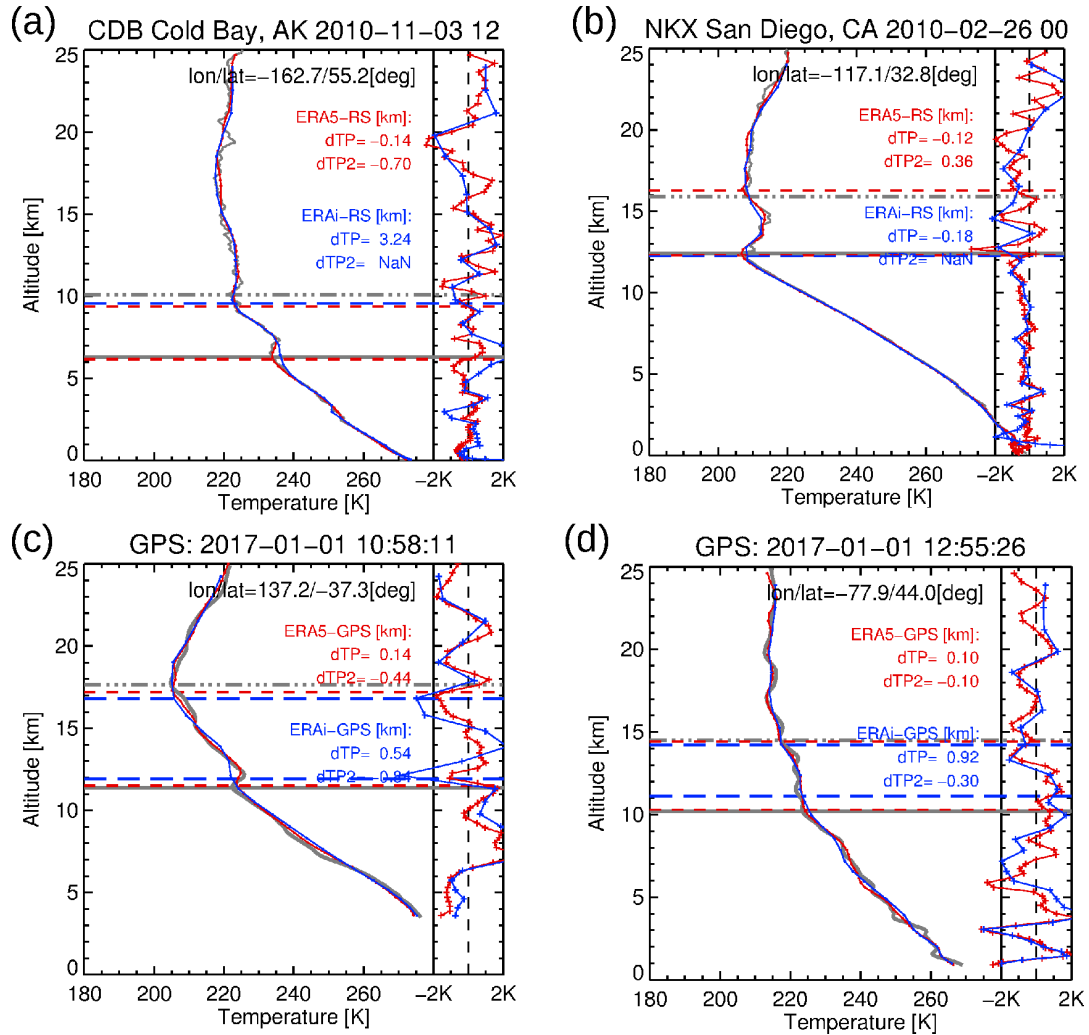 (a)
CDB Cold Bay, AK 2010-11-03 12
lon/lat=-162.7/55.2[deg]
ERA5-RS [km]:
dTP= -0.14
dTP2= -0.70
ERAi-RS [km]:
dTP= 3.24
dTP2= NaN
Altitude [km]
25
20
15
10
5
0
180 200 220 240 260 -2K 2K
Temperature [K]
(b)
NKX San Diego, CA 2010-02-26 00
lon/lat=-117.1/32.8[deg]
ERA5-RS [km]:
dTP= -0.12
dTP2= 0.36
ERAi-RS [km]:
dTP= -0.18
dTP2= NaN
Altitude [km]
25
20
15
10
5
0
180 200 220 240 260 -2K 2K
Temperature [K]
(c)
GPS: 2017-01-01 10:58:11
lon/lat=137.2/-37.3[deg]
ERA5-GPS [km]:
dTP= 0.14
dTP2= -0.44
ERAi-GPS [km]:
dTP= 0.54
dTP2= -0.84
Altitude [km]
25
20
15
10
5
0
180 200 220 240 260 -2K 2K
Temperature [K]
(d)
GPS: 2017-01-01 12:55:26
lon/lat=-77.9/44.0[deg]
ERA5-GPS [km]:
dTP= 0.10
dTP2= -0.10
ERAi-GPS [km]:
dTP= 0.92
dTP2= -0.30
Altitude [km]
25
20
15
10
5
0
180 200 220 240 260 -2K 2K
Temperature [K]